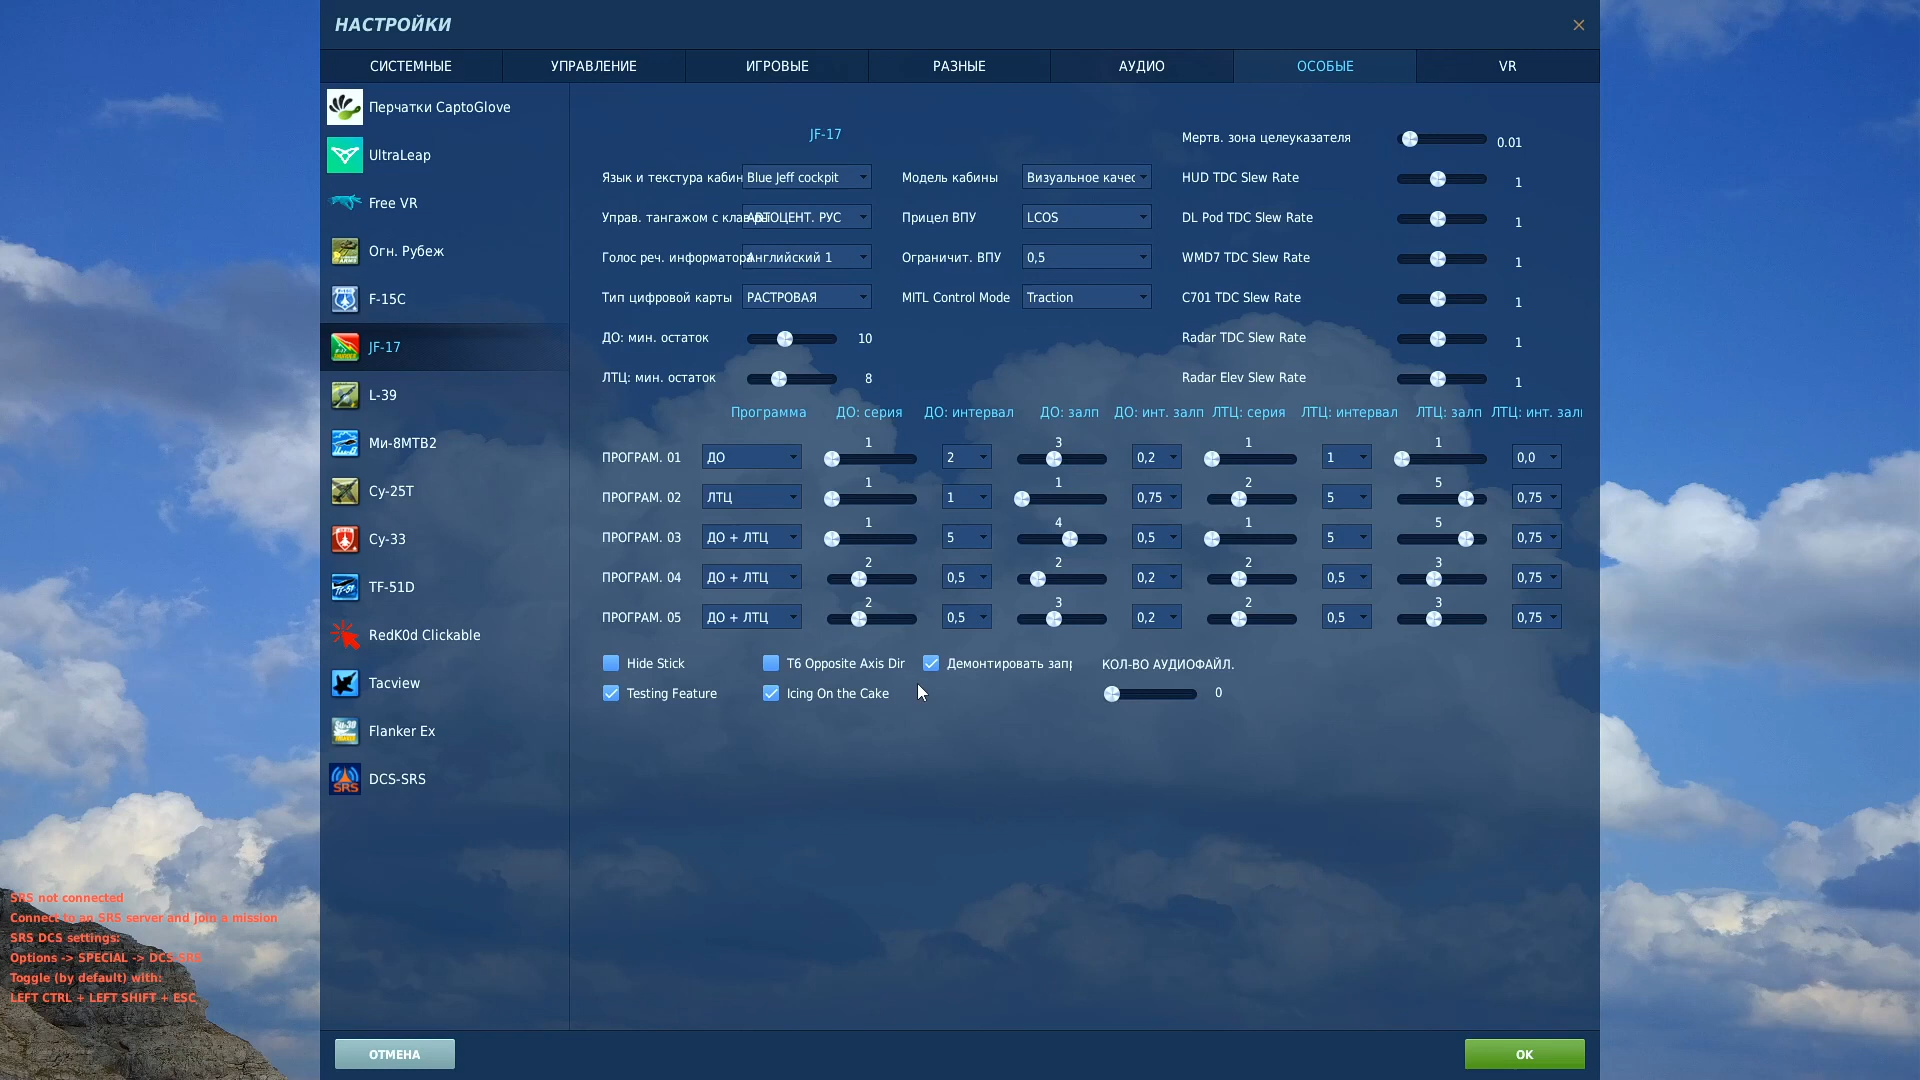 НАСТРОЙКИ
СИСТЕМНЫЕ УПРАВЛЕНИЕ ИГРОВЫЕ РАЗНЫЕ АУДИО ОСОБЫЕ VR
Перчатки CaptoGlove
UltraLeap
Free VR
Огн. Рубеж
F-15C
JF-17
L-39
Ми-8МТВ2
Су-25Т
Су-33
TF-51D
RedK0d Clickable
Tacview
Flanker Ex
DCS-SRS
JF-17
Мертв. зона целеуказателя 0.01
Язык и текстура кабин Blue Jeff cockpit Модель кабины Визуальное качес HUD TDC Slew Rate 1
Управ. тангажом с АВТОЦЕНТ. РУС Прицел ВПУ LCOS DL Pod TDC Slew Rate 1
Голос реч. информатора Английский 1 Ограничит. ВПУ 0,5 WMD7 TDC Slew Rate 1
Тип цифровой карты РАСТРОВАЯ MITL Control Mode Traction C701 TDC Slew Rate 1
ДО: мин. остаток 10 Radar TDC Slew Rate 1
ЛТЦ: мин. остаток 8 Radar Elev Slew Rate 1
Программа ДО: серия ДО: интервал ДО: залп ДО: инт. залп ЛТЦ: серия ЛТЦ: интервал ЛТЦ: залп ЛТЦ: инт. зал
ПРОГРАМ. 01 ДО 1 2 3 0,2 1 1 1 0,0
ПРОГРАМ. 02 ЛТЦ 1 1 1 0,75 2 5 5 0,75
ПРОГРАМ. 03 ДО + ЛТЦ 1 5 4 0,5 1 5 5 0,75
ПРОГРАМ. 04 ДО + ЛТЦ 2 0,5 2 0,2 2 0,5 3 0,75
ПРОГРАМ. 05 ДО + ЛТЦ 2 0,5 3 0,2 2 0,5 3 0,75
Hide Stick T6 Opposite Axis Dir Демонтировать зап КОЛ-ВО АУДИОФАЙЛ.
Testing Feature Icing On the Cake 0
SRS not connected
Connect to an SRS server and join a mission
SRS DCS settings:
Options -> SPECIAL -> DCS-SRS
Toggle (by default) with:
LEFT CTRL + LEFT SHIFT + ESC
ОТМЕНА OK